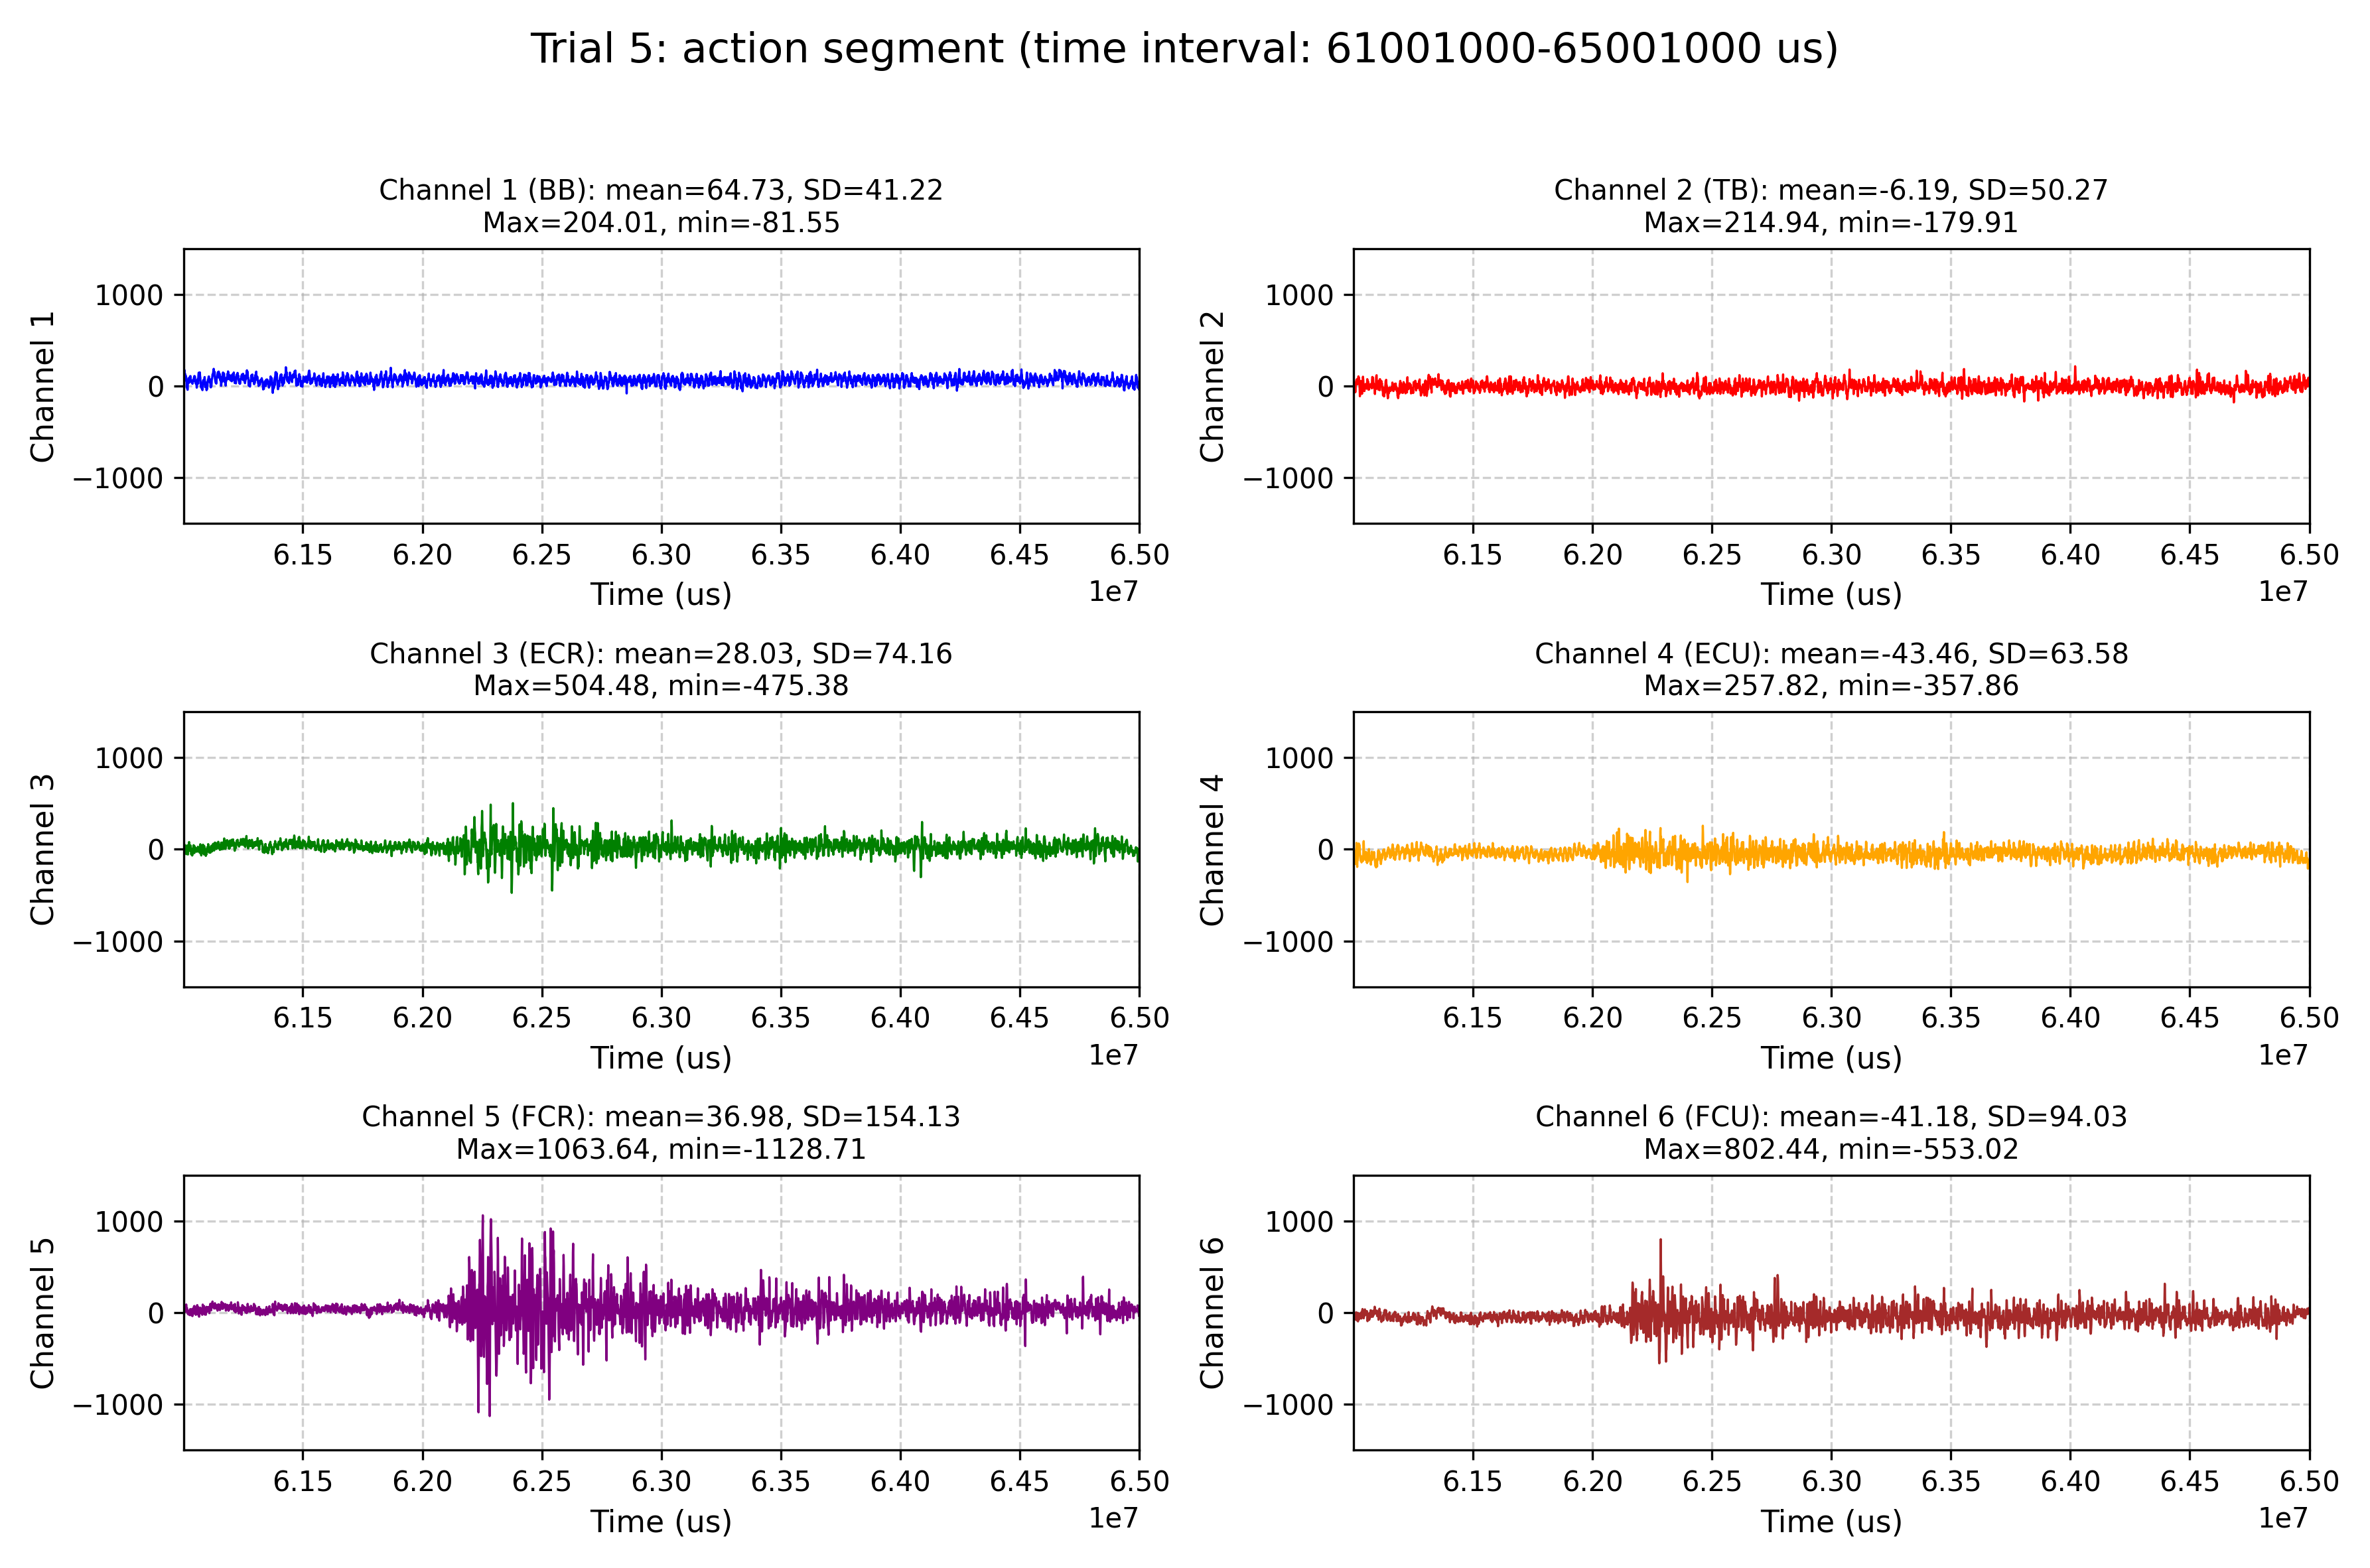 Trial 5: action segment (time interval: 61001000-65001000 us)
Channel 1 (BB): mean=64.73, SD=41.22
Max=204.01, min=-81.55
Channel 1
1000
0
−1000
6.15 6.20 6.25 6.30 6.35 6.40 6.45 6.50
Time (us)
1e7
Channel 2 (TB): mean=-6.19, SD=50.27
Max=214.94, min=-179.91
Channel 2
1000
0
−1000
6.15 6.20 6.25 6.30 6.35 6.40 6.45 6.50
Time (us)
1e7
Channel 3 (ECR): mean=28.03, SD=74.16
Max=504.48, min=-475.38
Channel 3
1000
0
−1000
6.15 6.20 6.25 6.30 6.35 6.40 6.45 6.50
Time (us)
1e7
Channel 4 (ECU): mean=-43.46, SD=63.58
Max=257.82, min=-357.86
Channel 4
1000
0
−1000
6.15 6.20 6.25 6.30 6.35 6.40 6.45 6.50
Time (us)
1e7
Channel 5 (FCR): mean=36.98, SD=154.13
Max=1063.64, min=-1128.71
Channel 5
1000
0
−1000
6.15 6.20 6.25 6.30 6.35 6.40 6.45 6.50
Time (us)
1e7
Channel 6 (FCU): mean=-41.18, SD=94.03
Max=802.44, min=-553.02
Channel 6
1000
0
−1000
6.15 6.20 6.25 6.30 6.35 6.40 6.45 6.50
Time (us)
1e7